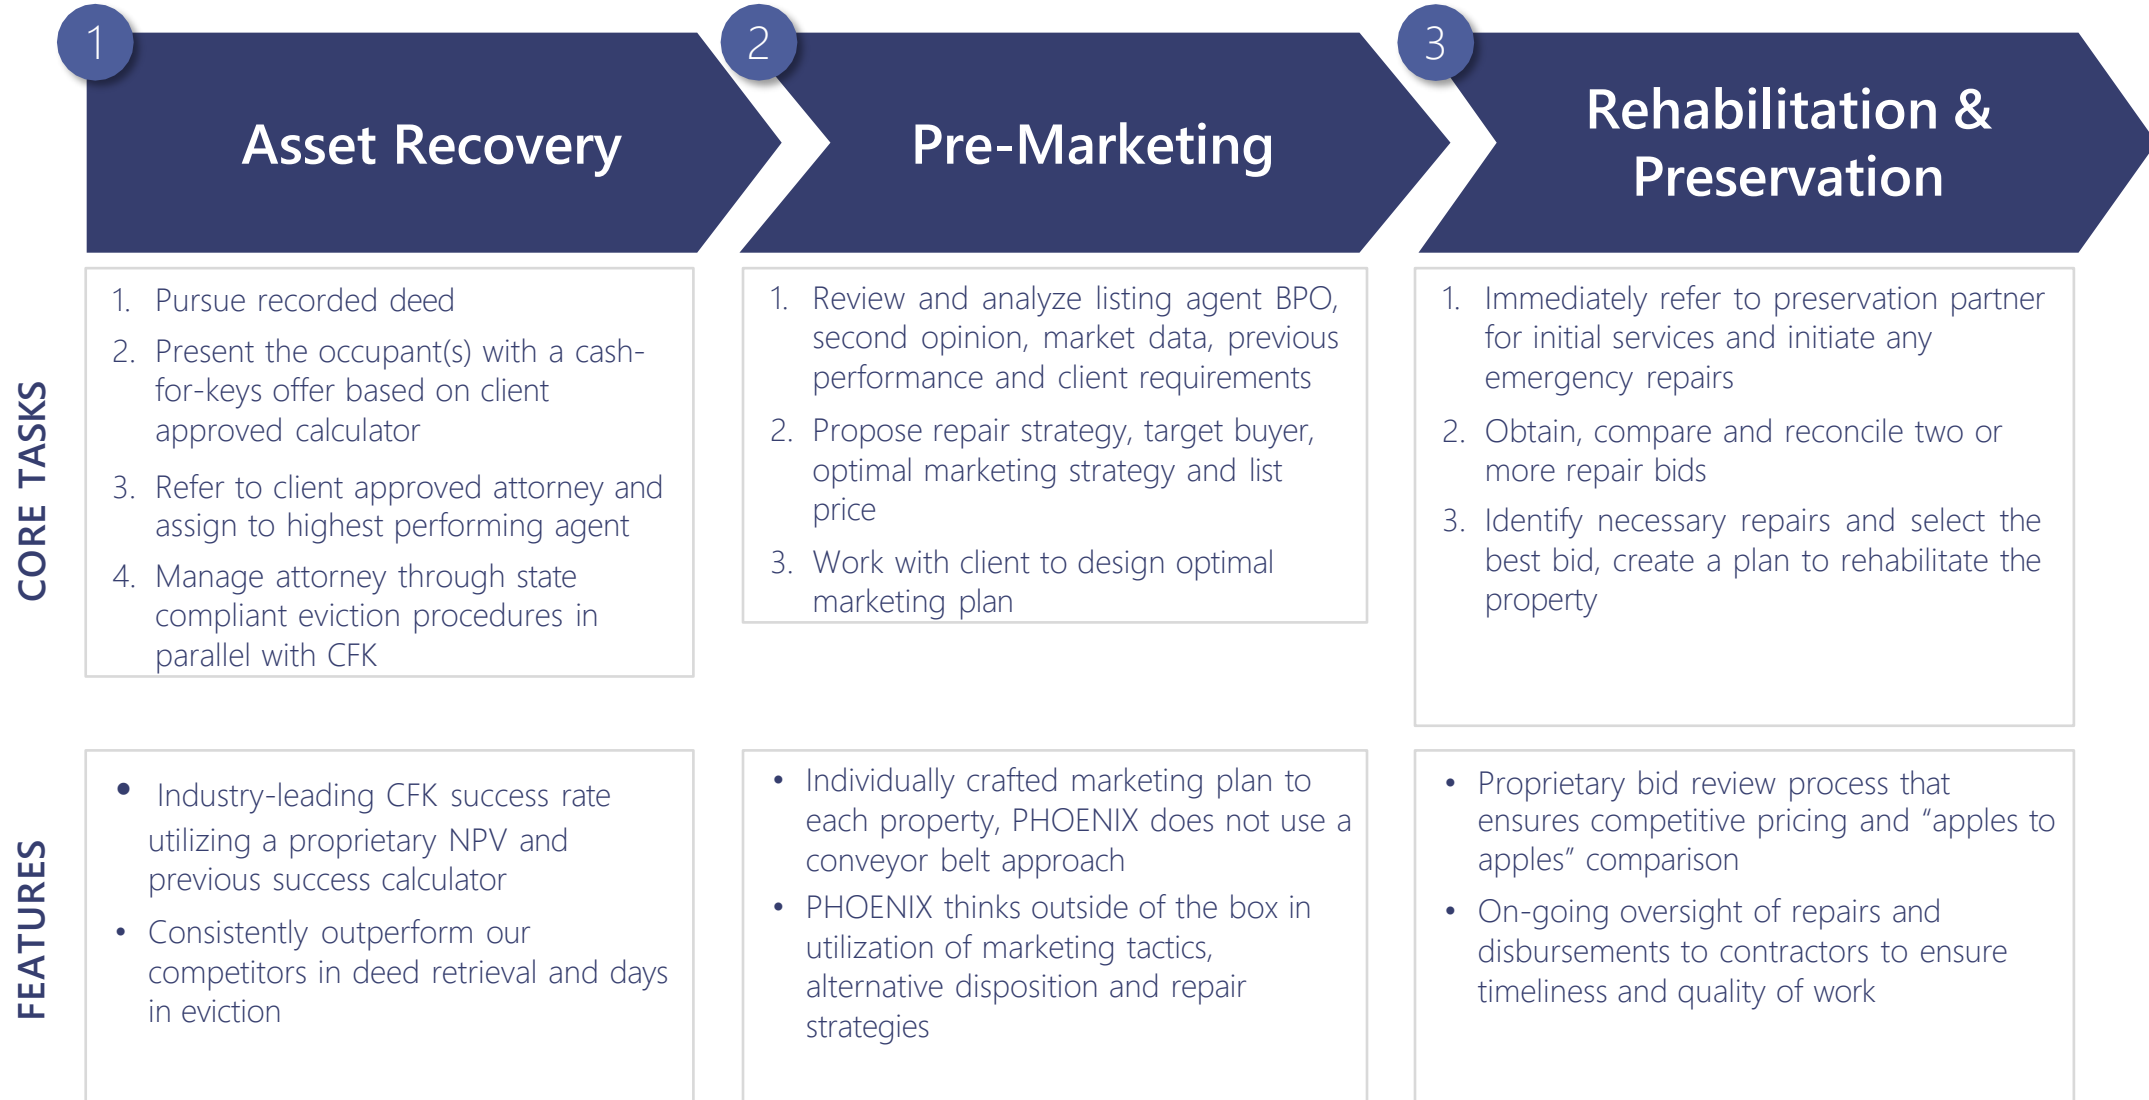 1
Asset Recovery
2
Pre-Marketing
3
Rehabilitation &
Preservation
CORE TASKS
1. Pursue recorded deed
2. Present the occupant(s) with a cash-
for-keys offer based on client
approved calculator
3. Refer to client approved attorney and
assign to highest performing agent
4. Manage attorney through state
compliant eviction procedures in
parallel with CFK
1. Review and analyze listing agent BPO,
second opinion, market data, previous
performance and client requirements
2. Propose repair strategy, target buyer,
optimal marketing strategy and list
price
3. Work with client to design optimal
marketing plan
1. Immediately refer to preservation partner
for initial services and initiate any
emergency repairs
2. Obtain, compare and reconcile two or
more repair bids
3. Identify necessary repairs and select the
best bid, create a plan to rehabilitate the
property
FEATURES
• Industry-leading CFK success rate
utilizing a proprietary NPV and
previous success calculator
• Consistently outperform our
competitors in deed retrieval and days
in eviction
• Individually crafted marketing plan to
each property, PHOENIX does not use a
conveyor belt approach
• PHOENIX thinks outside of the box in
utilization of marketing tactics,
alternative disposition and repair
strategies
• Proprietary bid review process that
ensures competitive pricing and “apples to
apples” comparison
• On-going oversight of repairs and
disbursements to contractors to ensure
timeliness and quality of work